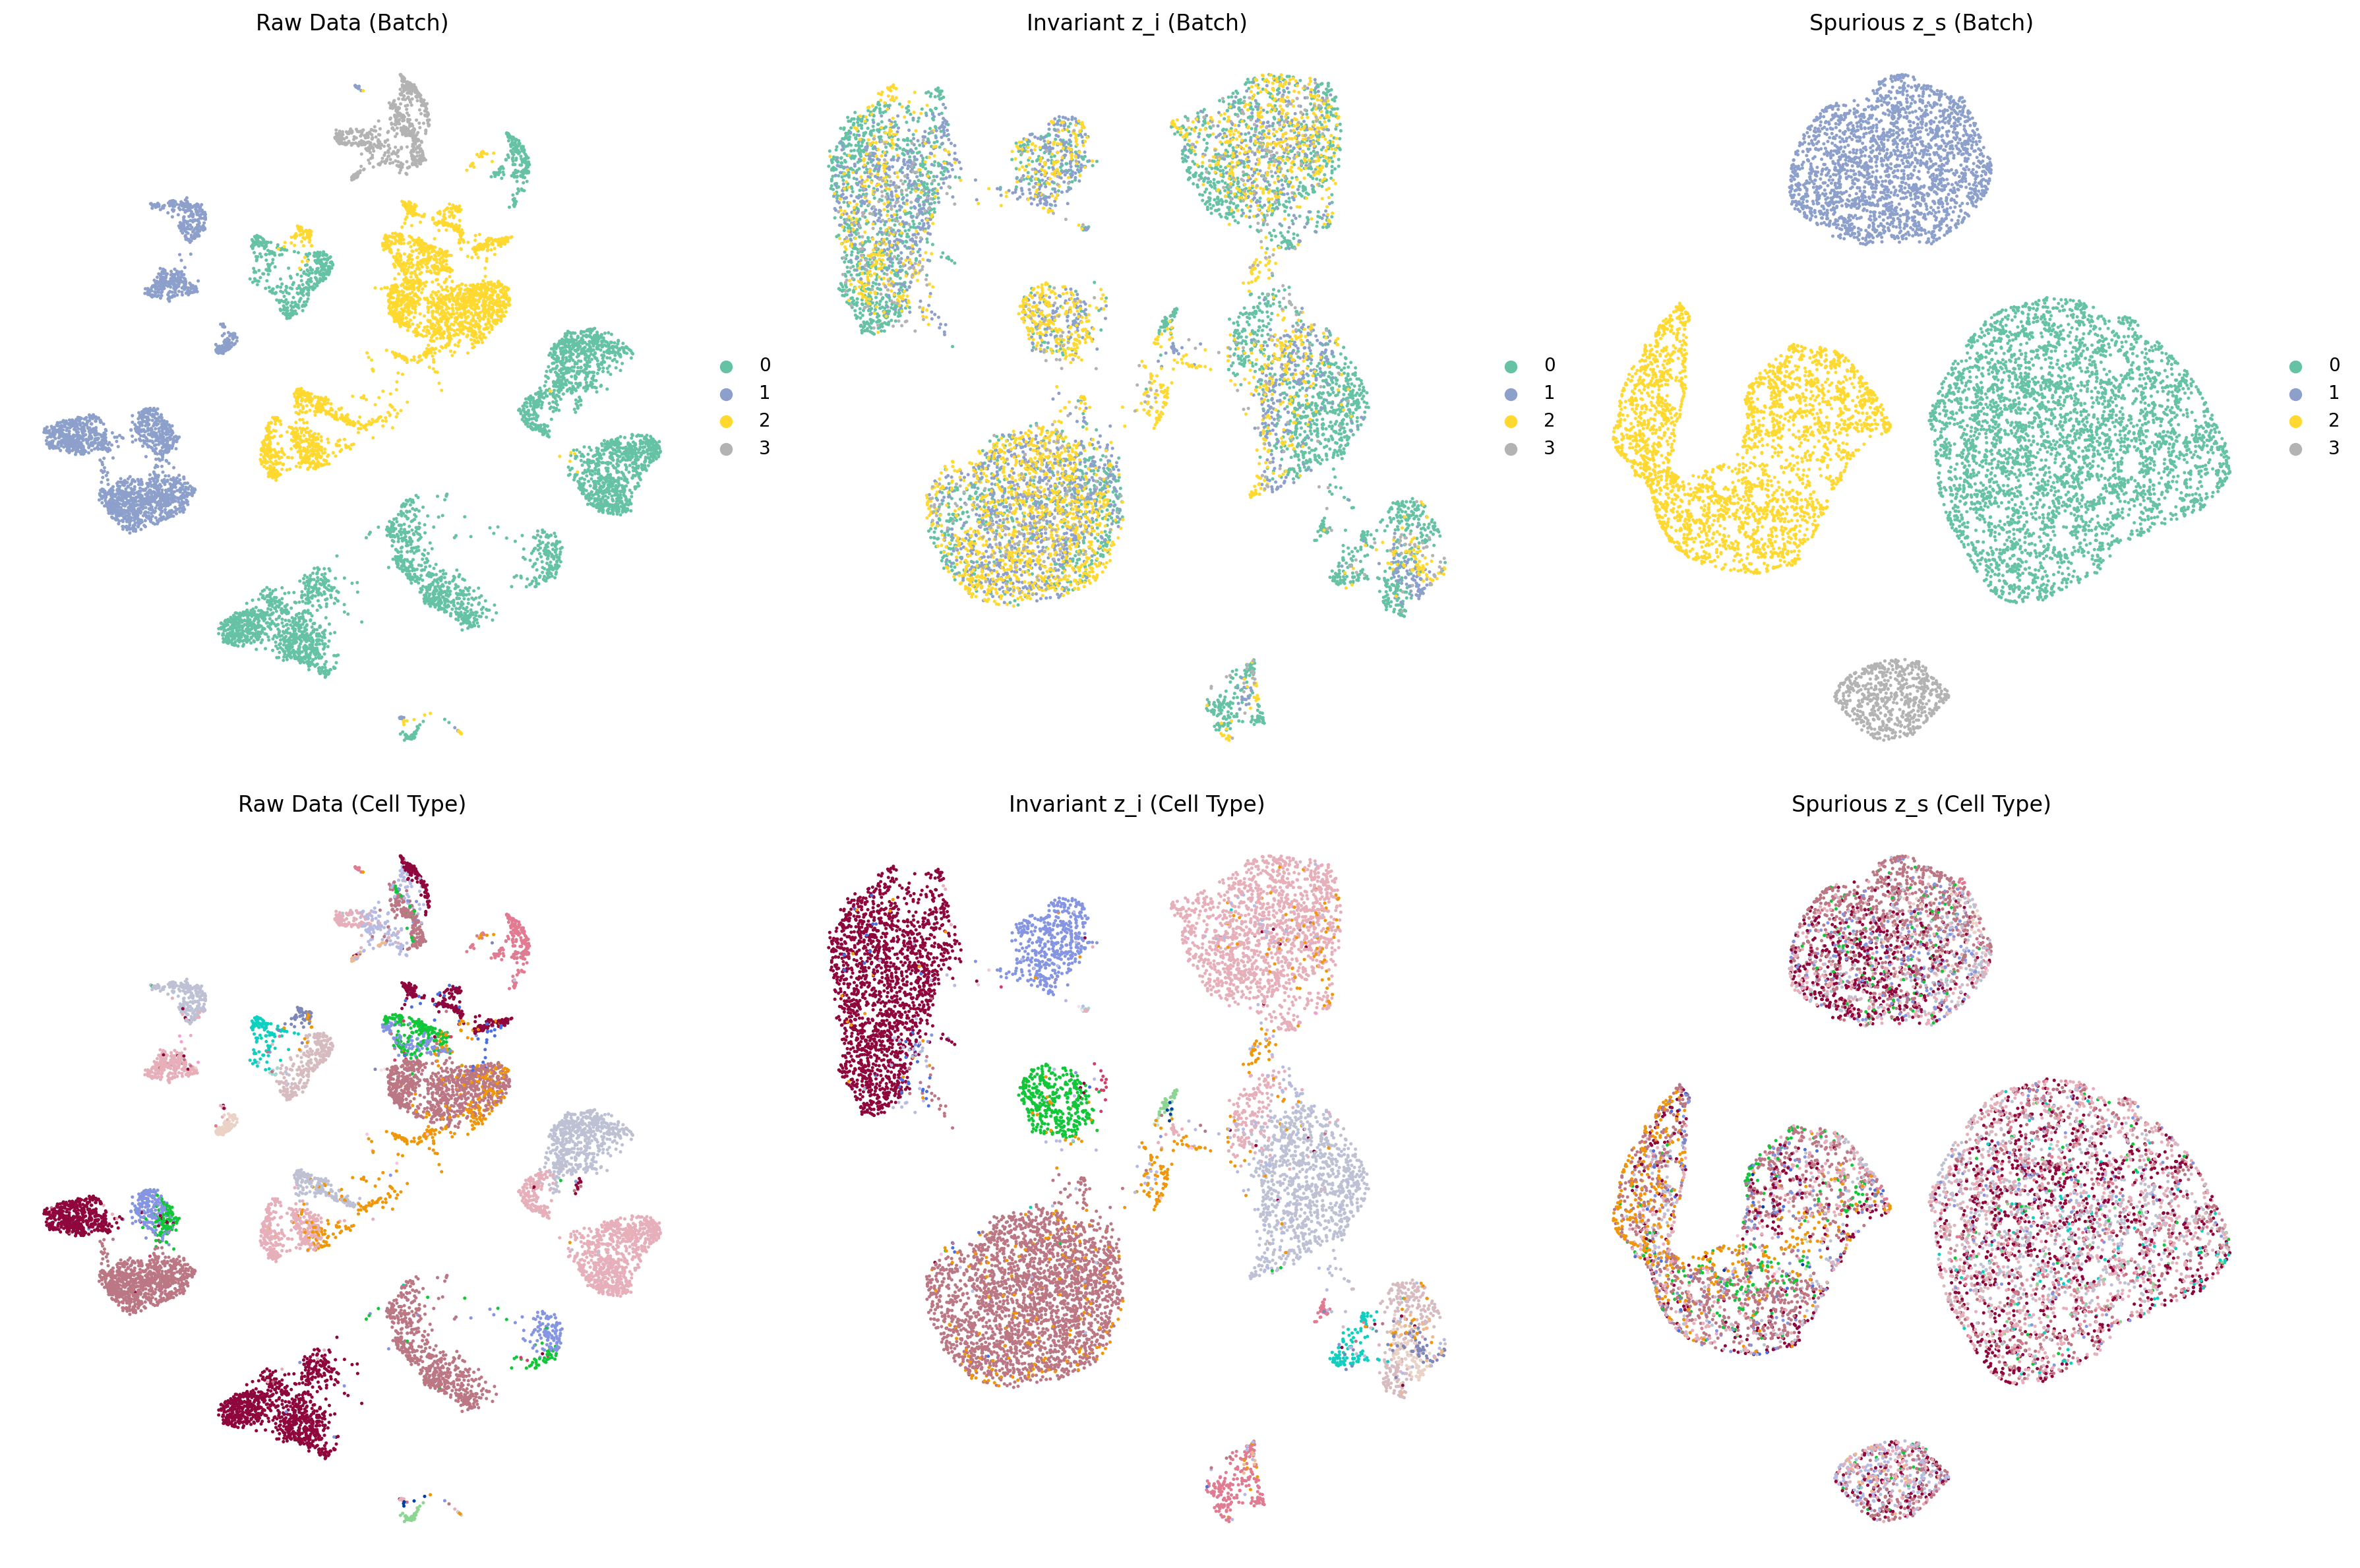 Raw Data (Batch)
Invariant z_i (Batch)
Spurious z_s (Batch)
0
1
2
3
0
1
2
3
0
1
2
3
Raw Data (Cell Type)
Invariant z_i (Cell Type)
Spurious z_s (Cell Type)